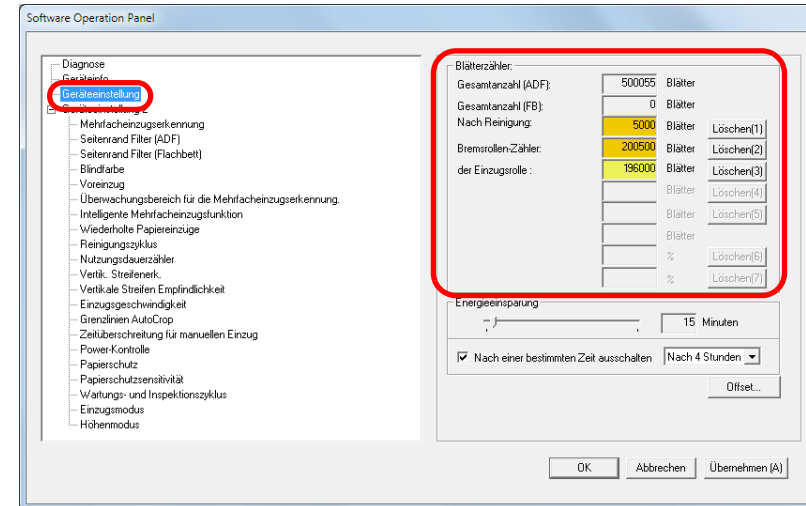 Software Operation Panel
Diagnose
Geräteinfo
Geräteeinstellung
Geräteeinstellung 2
Mehrfacheinzugserkennung
Seitenrand Filter (ADF)
Seitenrand Filter (Flachbett)
Blindfarbe
Voreinzug
Überwachungsbereich für die Mehrfacheinzugserkennung.
Intelligente Mehrfacheinzugsfunktion
Wiederholte Papiereinzüge
Reinigungszyklus
Nutzungsdauerzähler
Vertik. Streifenerk.
Vertikale Streifen Empfindlichkeit
Einzugsgeschwindigkeit
Grenzlinien AutoCrop
Zeitüberschreitung für manuellen Einzug
Power-Kontrolle
Papierschutz
Papierschutzsensitivität
Wartungs- und Inspektionszyklus
Einzugsmodus
Höhenmodus
Blätterzähler:
Gesamtanzahl (ADF): 500055 Blätter
Gesamtanzahl (FB): 0 Blätter
Nach Reinigung: 5000 Blätter Löschen(1)
Bremsrollen-Zähler: 200500 Blätter Löschen(2)
der Einzugsrolle : 196000 Blätter Löschen(3)
Blätter Löschen(4)
Blätter Löschen(5)
Blätter
% Löschen(6)
% Löschen(7)
Energieeinsparung
15 Minuten
Nach einer bestimmten Zeit ausschalten Nach 4 Stunden
Offset...
OK Abbrechen Übernehmen (A)